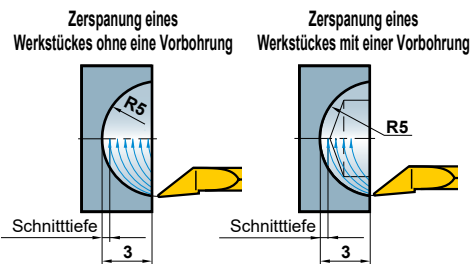 Zerspanung eines
Werkstückes ohne eine Vorbohrung
R5
Schnitttiefe
3
Zerspanung eines
Werkstückes mit einer Vorbohrung
R5
Schnitttiefe
3